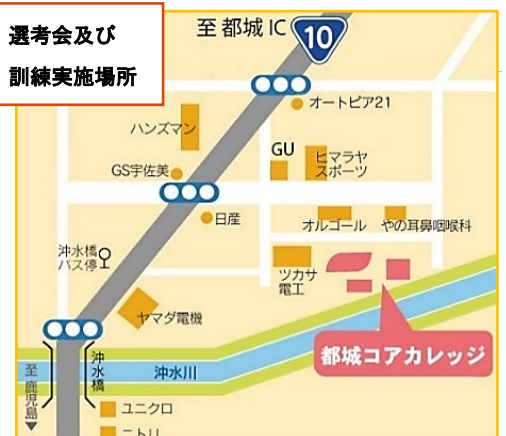 選考会及び
訓練実施場所
至 都城 IC
10
オートピア21
ハンズマン
GU
ヒマラヤ
スポーツ
GS宇佐美
日産
オルゴール
やの耳鼻咽喉科
沖水橋
バス停
ツカサ
電工
ヤマダ電機
都城コアカレッジ
沖水橋
沖水川
至 鹿児島
ユニクロ
ニトリ